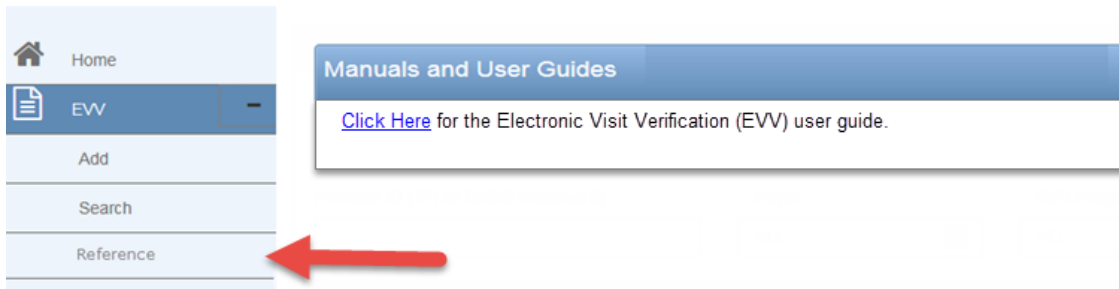 Home
EVV
Add
Search
Reference
Manuals and User Guides
Click Here for the Electronic Visit Verification (EVV) user guide.